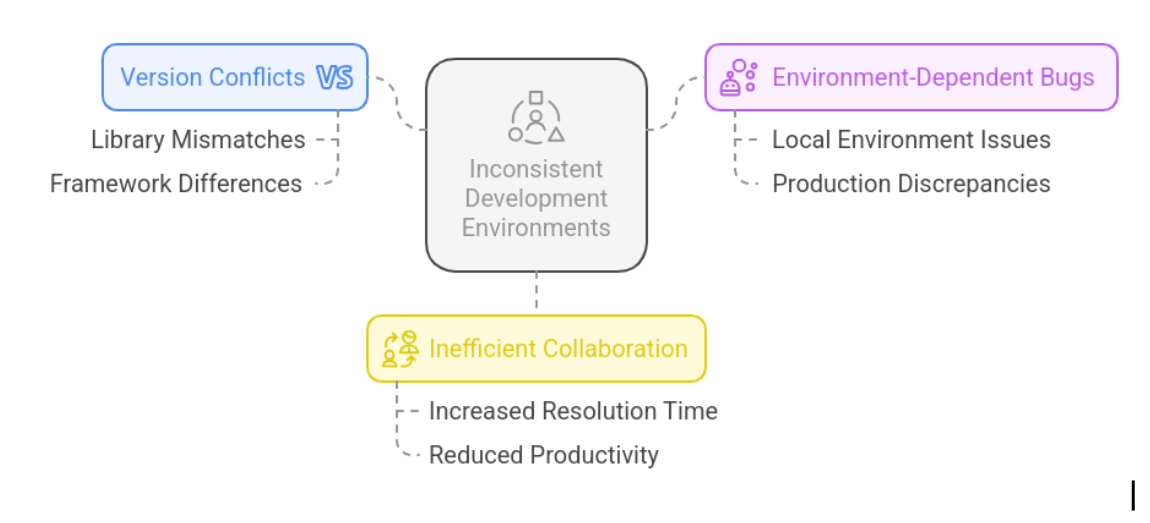 Version Conflicts VS
Library Mismatches
Framework Differences
Inconsistent
Development
Environments
Environment-Dependent Bugs
Local Environment Issues
Production Discrepancies
Inefficient Collaboration
Increased Resolution Time
Reduced Productivity